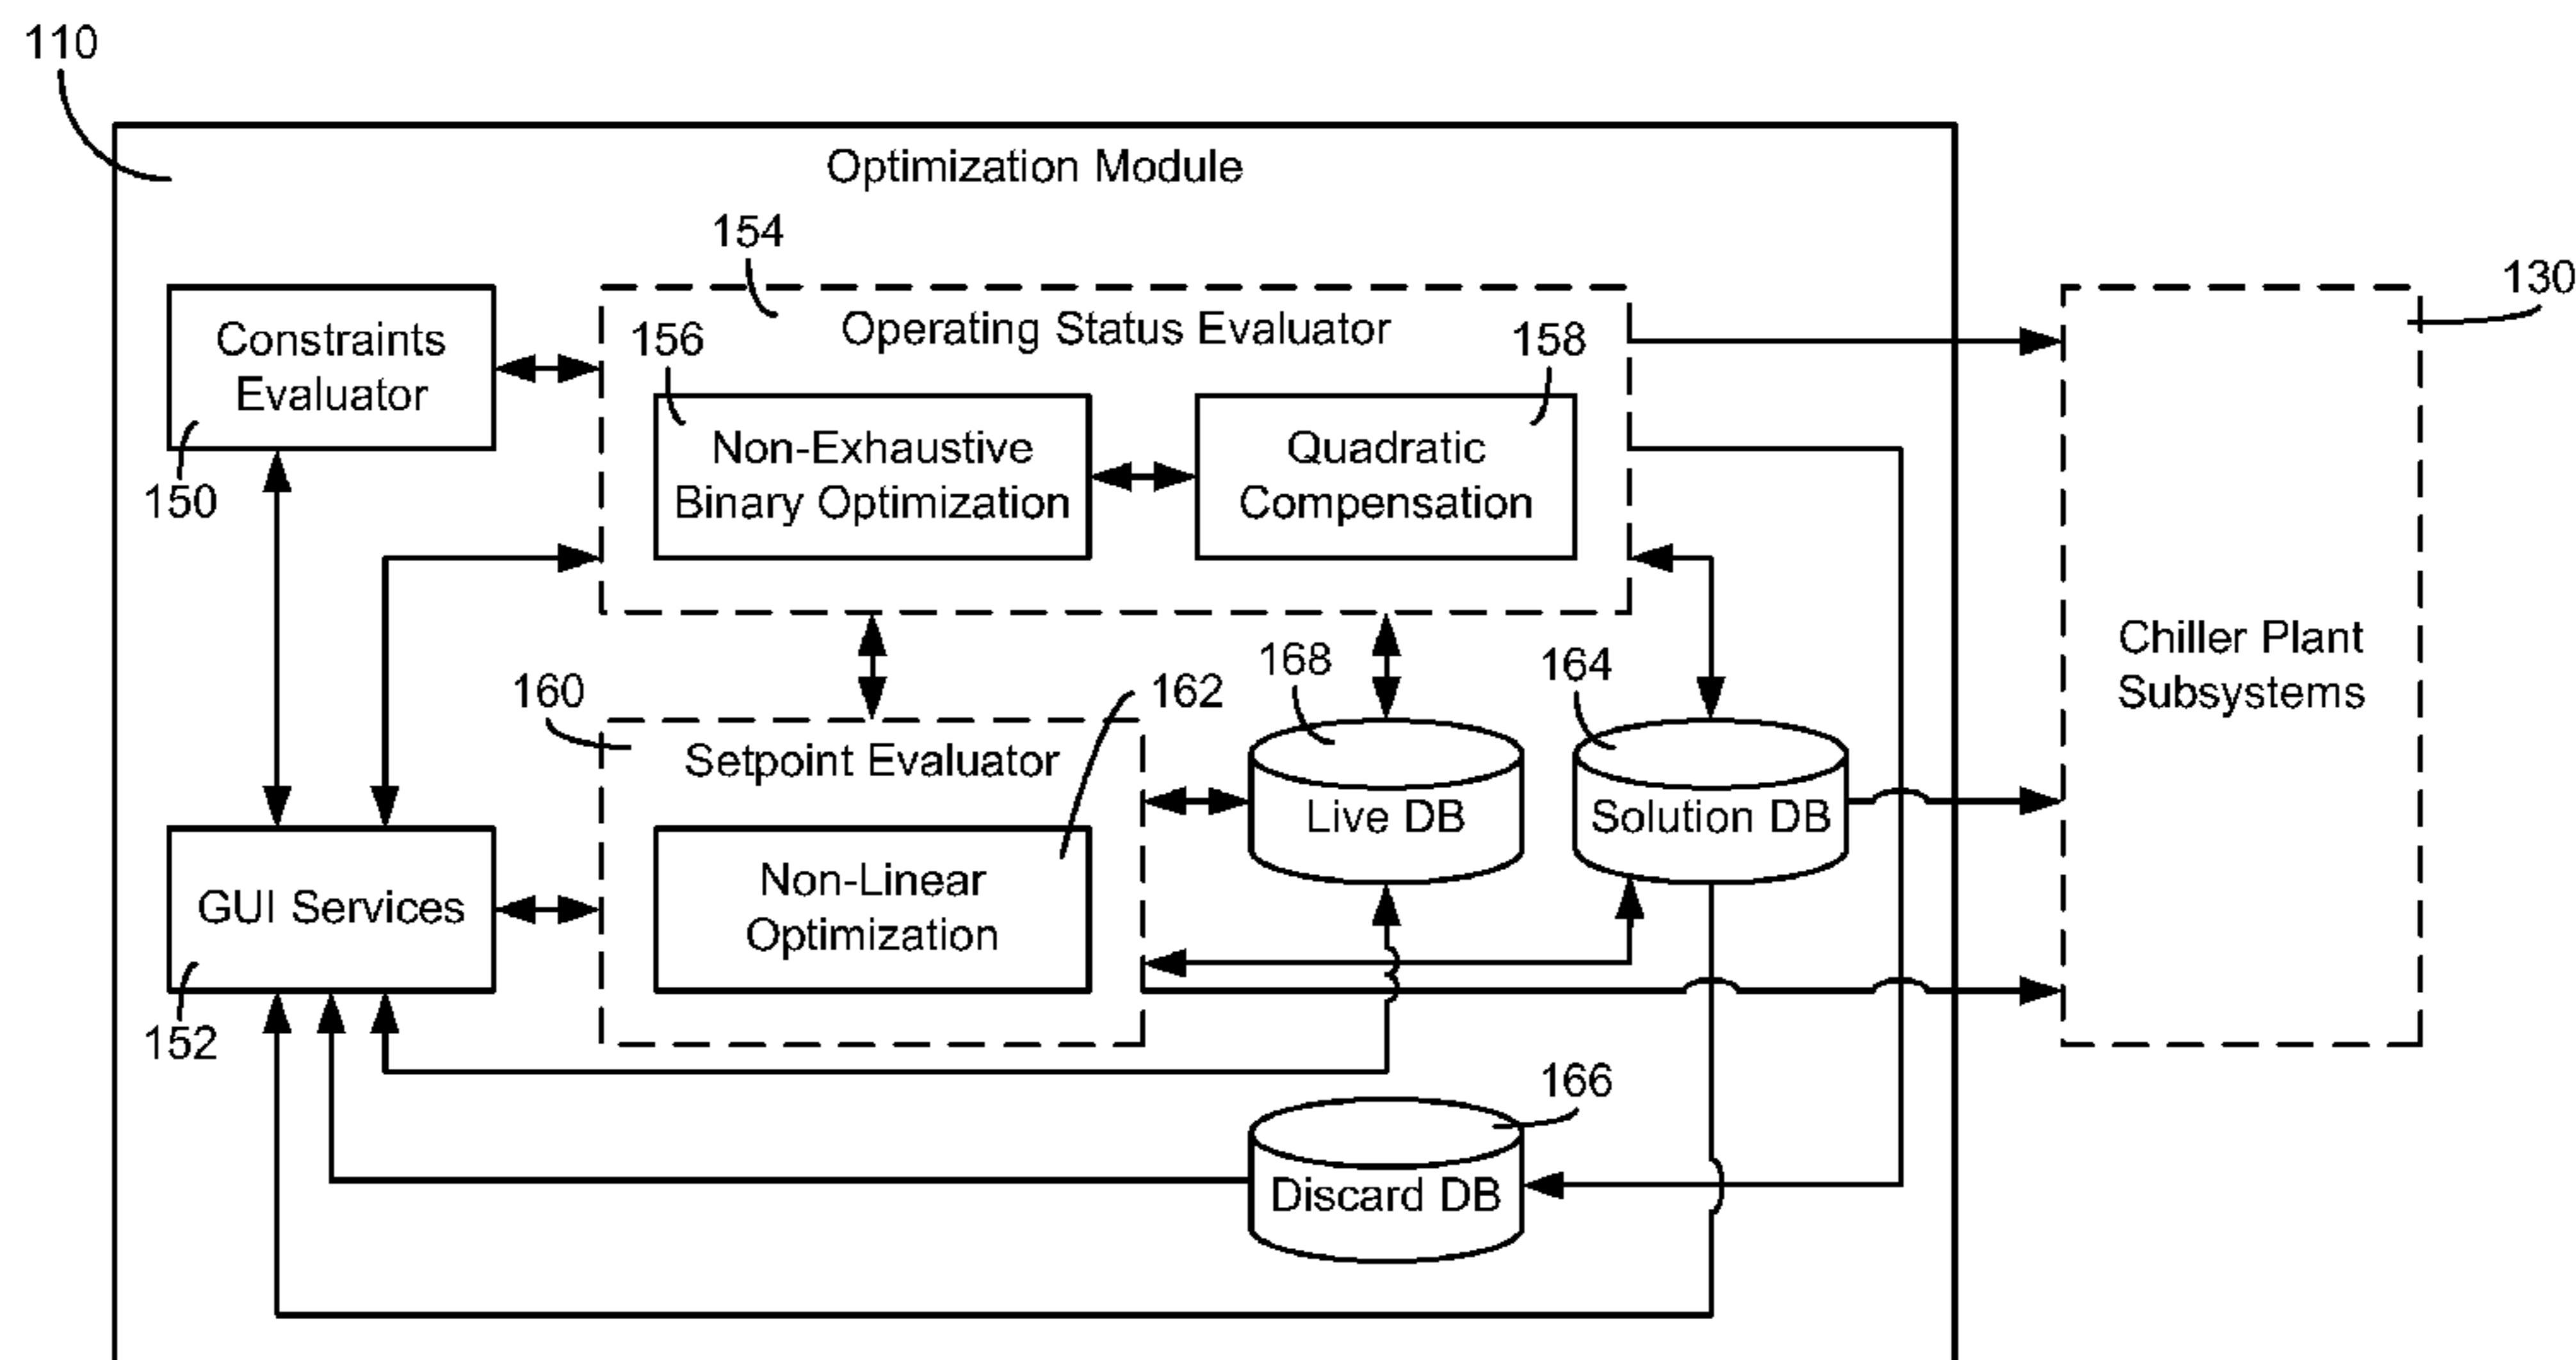 110
Optimization Module
154
130
Constraints
Evaluator
150
Operating Status Evaluator
156
158
Non-Exhaustive
Binary Optimization
Quadratic
Compensation
Chiller Plant
Subsystems
168
164
160
162
Setpoint Evaluator
Live DB
Solution DB
GUI Services
Non-Linear
Optimization
152
166
Discard DB